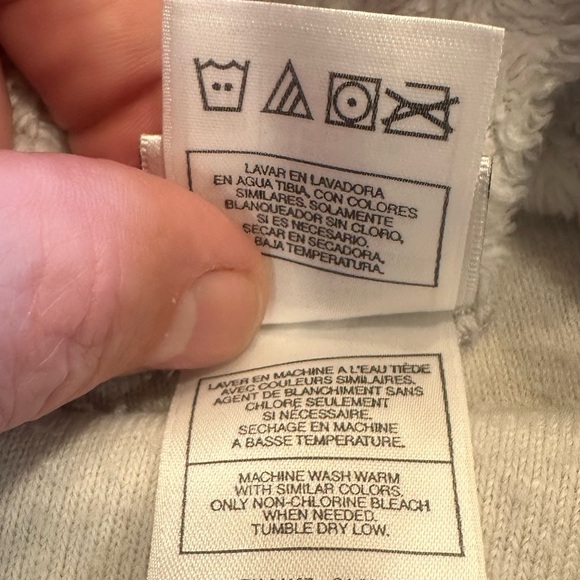 LAVAR EN LAVADORA
EN AGUA TIBIA, CON COLORES
SIMILARES. SOLAMENTE
BLANQUEADOR SIN CLORO,
SI ES NECESARIO.
SECAR EN SECADORA,
BAJA TEMPERATURA.
LAVER EN MACHINE A L'EAU TIÈDE
AVEC COULEURS SIMILAIRES.
AGENT DE BLANCHIMENT SANS
CHLORE SEULEMENT
SI NÉCESSAIRE.
SECHAGE EN MACHINE
A BASSE TEMPERATURE.
MACHINE WASH WARM
WITH SIMILAR COLORS.
ONLY NON-CHLORINE BLEACH
WHEN NEEDED.
TUMBLE DRY LOW.